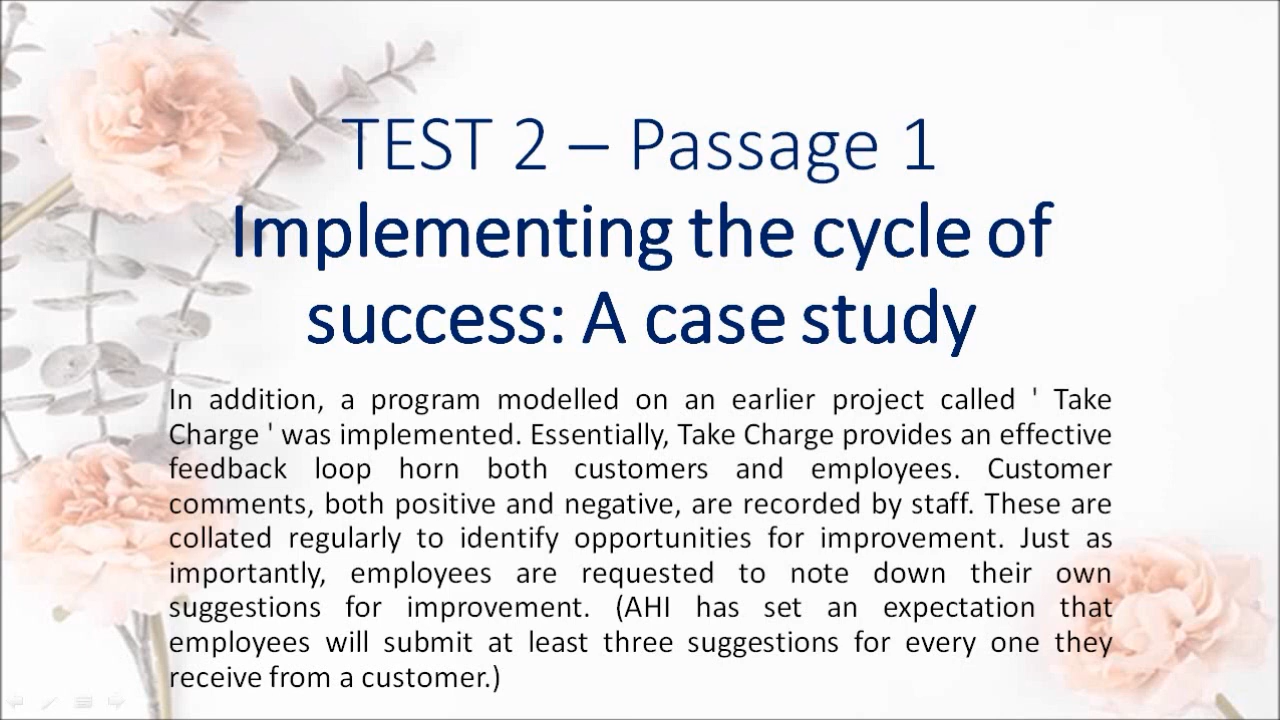 TEST 2 – Passage 1
Implementing the cycle of
success: A case study
In addition, a program modelled on an earlier project called ' Take
Charge ' was implemented. Essentially, Take Charge provides an effective
feedback loop horn both customers and employees. Customer
comments, both positive and negative, are recorded by staff. These are
collated regularly to identify opportunities for improvement. Just as
importantly, employees are requested to note down their own
suggestions for improvement. (AHI has set an expectation that
employees will submit at least three suggestions for every one they
receive from a customer.)